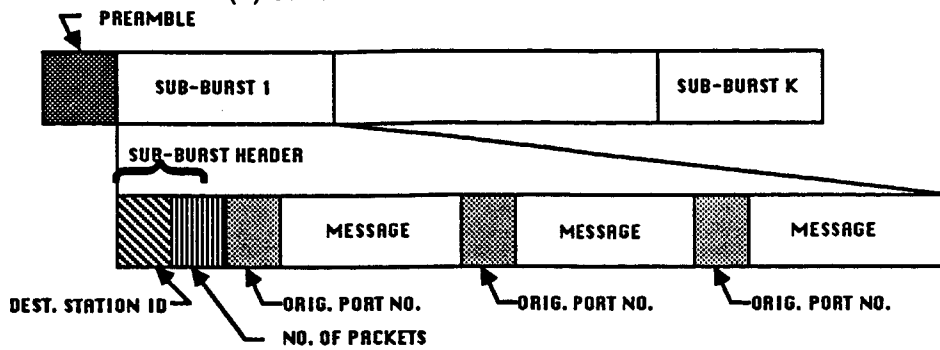 PREAMBLE
SUB-BURST 1
SUB-BURST K
SUB-BURST HEADER
MESSAGE
MESSAGE
MESSAGE
DEST. STATION ID
ORIG. PORT NO.
ORIG. PORT NO.
ORIG. PORT NO.
NO. OF PACKETS